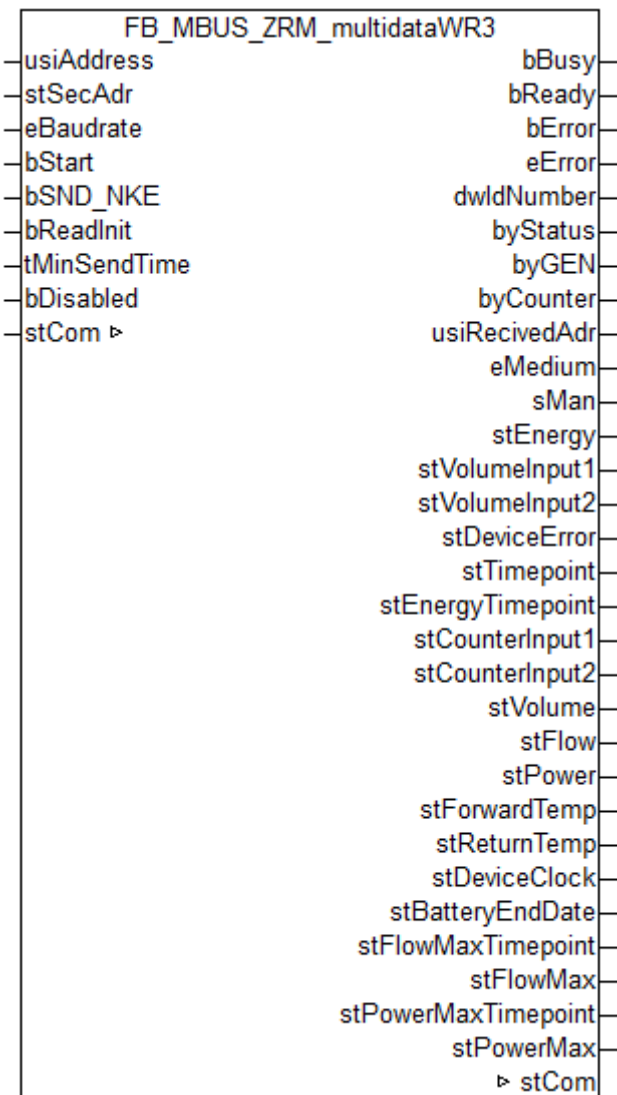 FB_MBUS_ZRM_multidataWR3
usiAddress bBusy
stSecAdr bReady
eBaudrate bError
bStart eError
bSND_NKE dwIdNumber
bReadInit byStatus
tMinSendTime byGEN
bDisabled byCounter
stCom ▹ usiRecivedAdr
eMedium
sMan
stEnergy
stVolumeInput1
stVolumeInput2
stDeviceError
stTimepoint
stEnergyTimepoint
stCounterInput1
stCounterInput2
stVolume
stFlow
stPower
stForwardTemp
stReturnTemp
stDeviceClock
stBatteryEndDate
stFlowMaxTimepoint
stFlowMax
stPowerMaxTimepoint
stPowerMax
▹ stCom